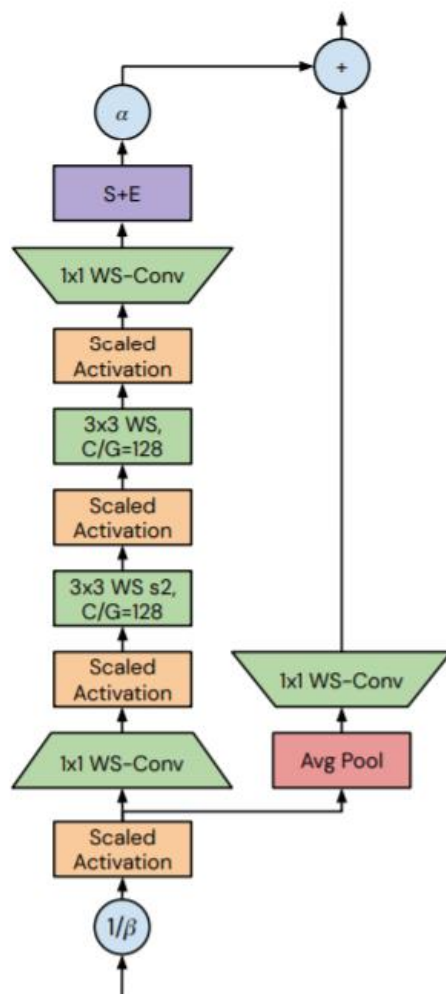 +
α
S+E
1x1 WS-Conv
Scaled
Activation
3x3 WS,
C/G=128
Scaled
Activation
3x3 WS s2,
C/G=128
Scaled
Activation
1x1 WS-Conv
1x1 WS-Conv
Avg Pool
Scaled
Activation
1/β